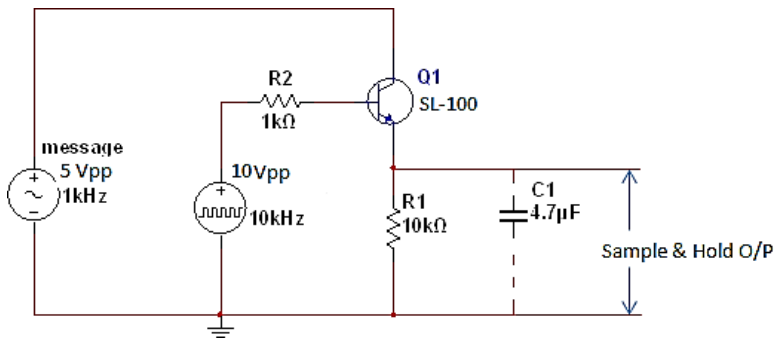 R2
1kΩ
Q1
SL-100
message
5 Vpp
1kHz
+
~
−
10Vpp
+
10kHz
R1
10kΩ
C1
4.7µF
Sample & Hold O/P